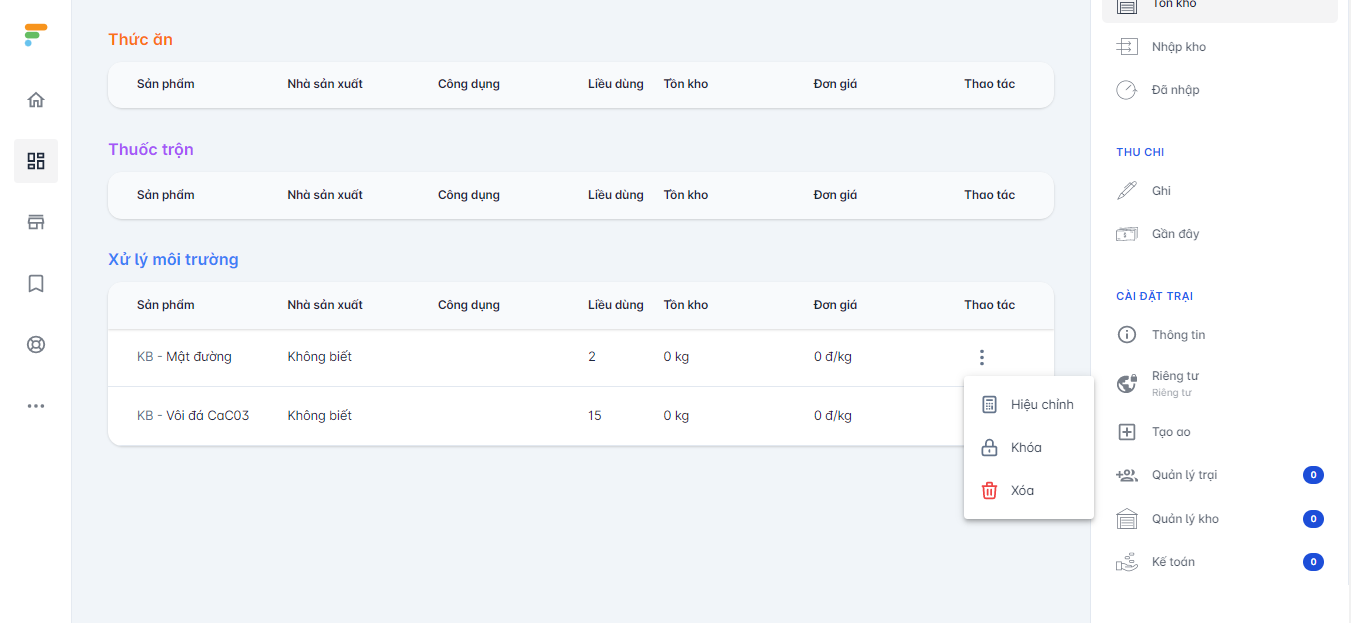 Thức ăn
Sản phẩm Nhà sản xuất Công dụng Liều dùng Tồn kho Đơn giá Thao tác
Thuốc trộn
Sản phẩm Nhà sản xuất Công dụng Liều dùng Tồn kho Đơn giá Thao tác
Xử lý môi trường
Sản phẩm Nhà sản xuất Công dụng Liều dùng Tồn kho Đơn giá Thao tác
KB - Mật đường Không biết 2 0 kg 0 đ/kg
KB - Vôi đá CaC03 Không biết 15 0 kg 0 đ/kg
Hiệu chỉnh
Khóa
Xóa
Tồn kho
Nhập kho
Đã nhập
THU CHI
Ghi
Gần đây
CÀI ĐẶT TRẠI
Thông tin
Riêng tư
Riêng tư
Tạo ao
Quản lý trại 0
Quản lý kho 0
Kế toán 0